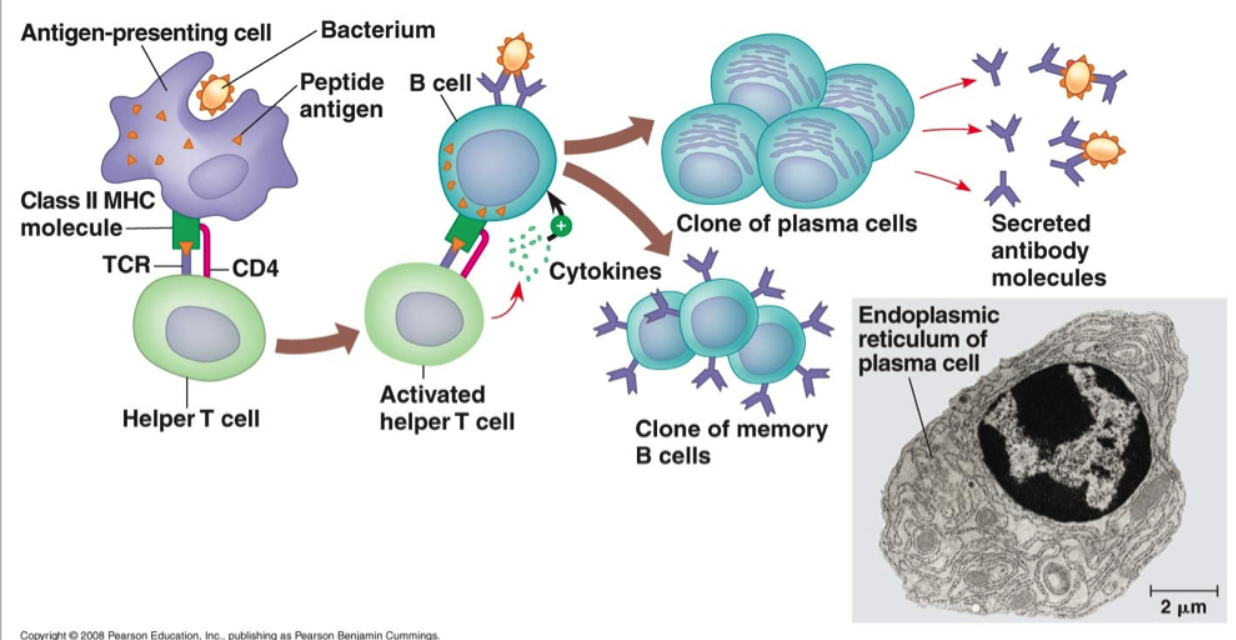 Antigen-presenting cell
Bacterium
Peptide
antigen
B cell
Class II MHC
molecule
TCR
CD4
+
Cytokines
Clone of plasma cells
Secreted
antibody
molecules
Helper T cell
Activated
helper T cell
Clone of memory
B cells
Endoplasmic
reticulum of
plasma cell
2 µm
Copyright © 2008 Pearson Education, Inc., publishing as Pearson Benjamin Cummings.